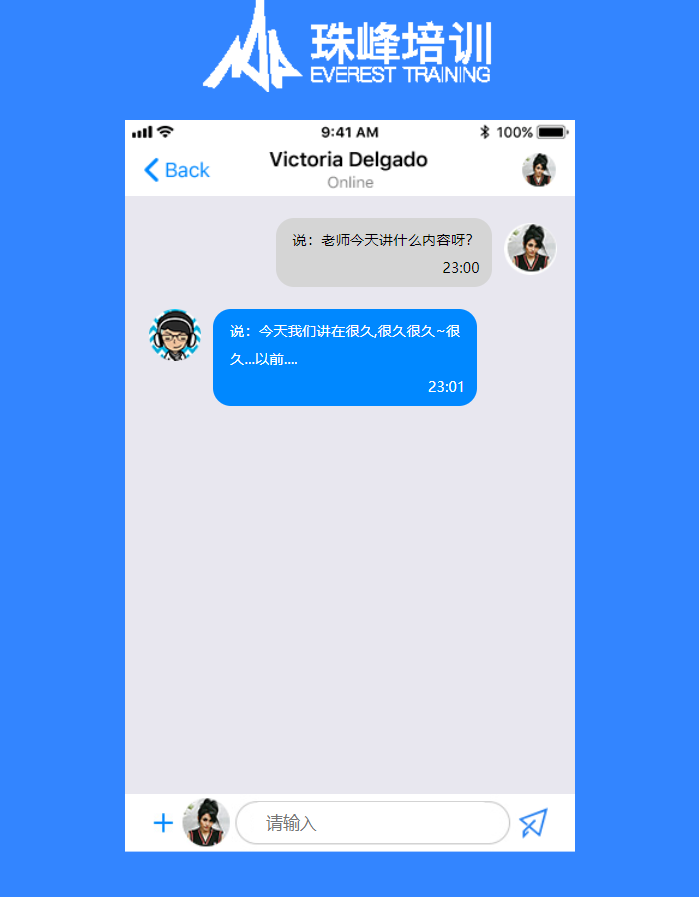 珠峰培训
EVEREST TRAINING
9:41 AM
100%
Back
Victoria Delgado
Online
说：老师今天讲什么内容呀?
23:00
说：今天我们讲在很久,很久很久~很
久...以前....
23:01
请输入